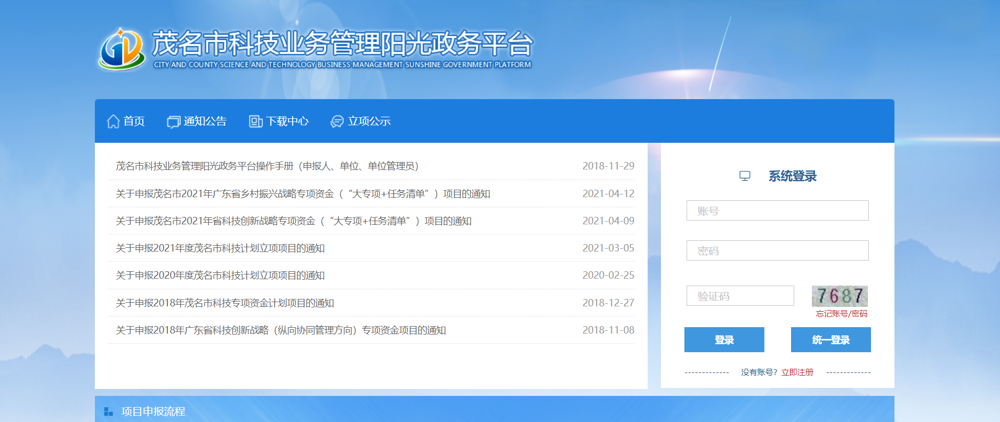 茂名市科技业务管理阳光政务平台
CITY AND COUNTY SCIENCE AND TECHNOLOGY BUSINESS MANAGEMENT SUNSHINE GOVERNMENT PLATFORM
首页 通知公告 下载中心 立项公示
茂名市科技业务管理阳光政务平台操作手册（申报人、单位、单位管理员） 2018-11-29
关于申报茂名市2021年广东省乡村振兴战略专项资金（“大专项+任务清单”）项目的通知 2021-04-12
关于申报茂名市2021年省科技创新战略专项资金（“大专项+任务清单”）项目的通知 2021-04-09
关于申报2021年度茂名市科技计划立项项目的通知 2021-03-05
关于申报2020年度茂名市科技计划立项项目的通知 2020-02-25
关于申报2018年茂名市科技专项资金计划项目的通知 2018-12-27
关于申报2018年广东省科技创新战略（纵向协同管理方向）专项资金项目的通知 2018-11-08
系统登录
账号
密码
验证码 7687
忘记账号/密码
登录 统一登录
------------- 没有账号？立即注册 -------------
项目申报流程